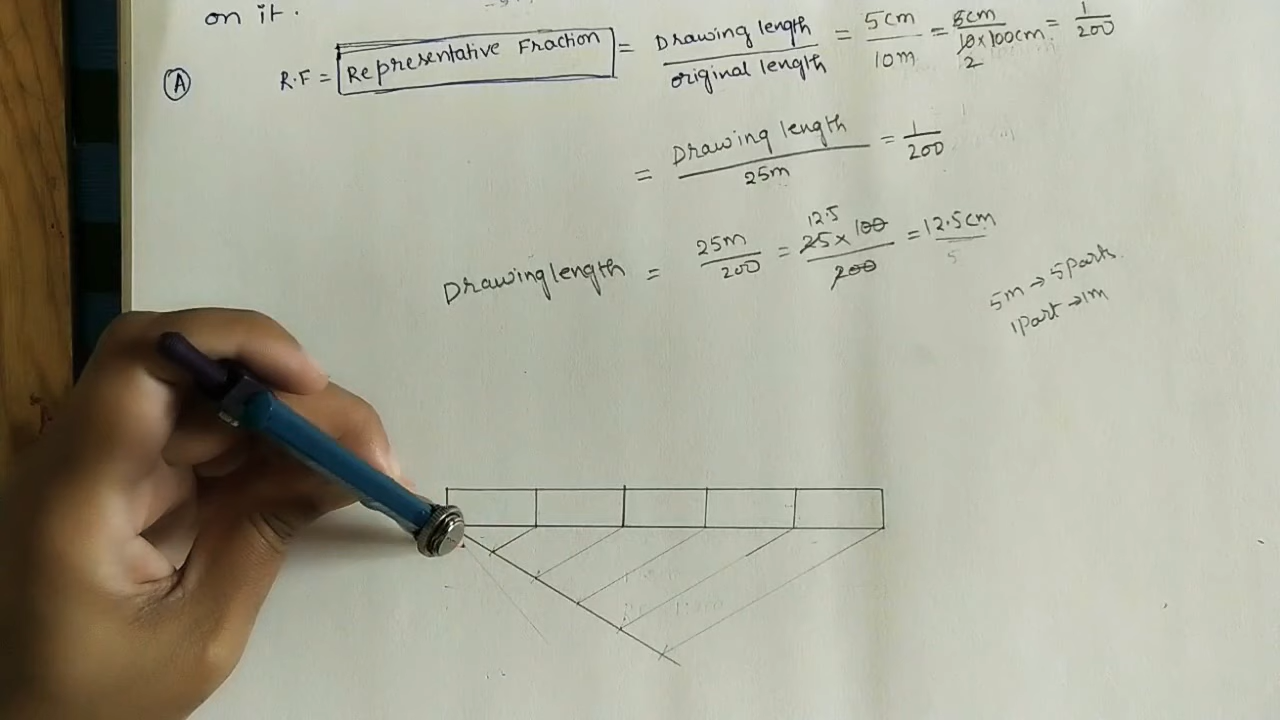 on it.
Ⓐ R.F = Representative Fraction = Drawing length / original length = 5cm / 10m = 5cm / 10×100cm = 1/200
2
= Drawing length / 25m = 1/200
12.5
Drawing length = 25m / 200 = 25×100 / 200 = 12.5cm
5m → 5 Parts.
1 Part → 1m